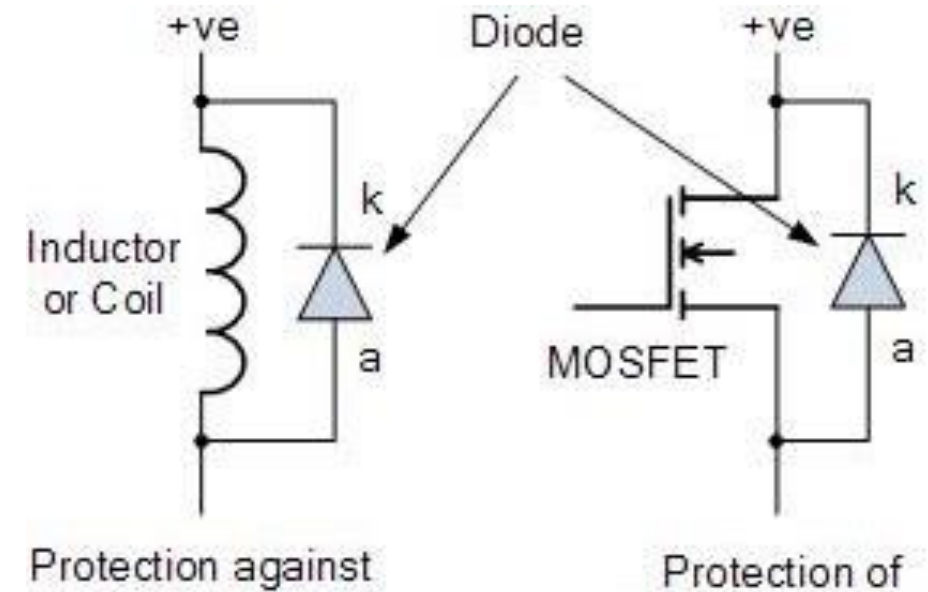 +ve
Diode
+ve
k
k
Inductor
or Coil
a
a
MOSFET
Protection against
Protection of